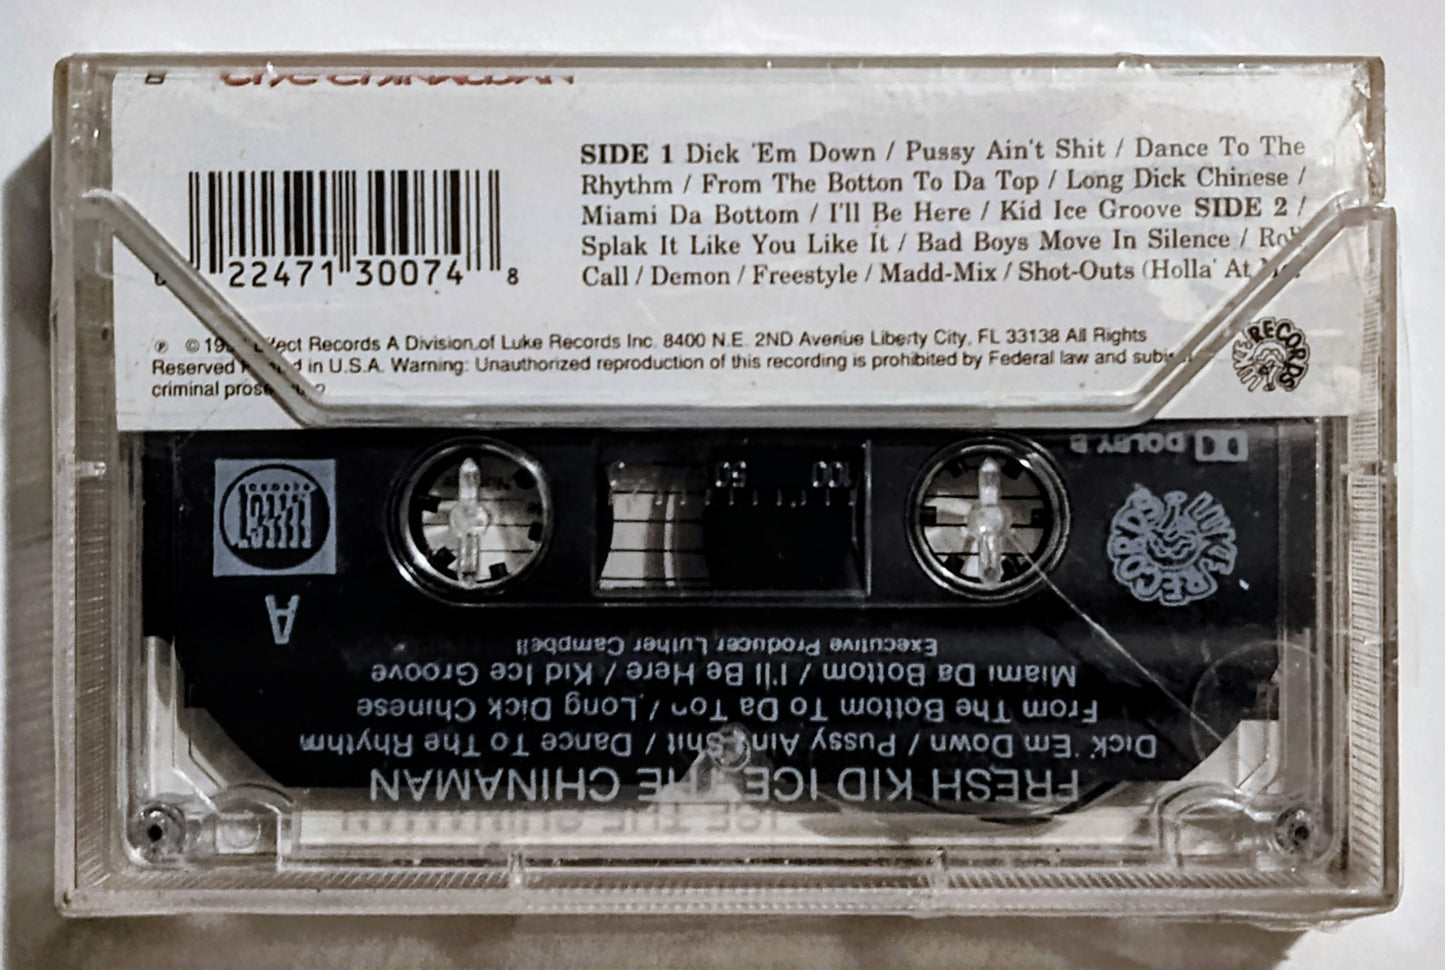 SIDE 1 Dick 'Em Down / Pussy Ain't Shit / Dance To The
Rhythm / From The Botton To Da Top / Long Dick Chinese /
Miami Da Bottom / I'll Be Here / Kid Ice Groove SIDE 2 /
Splak It Like You Like It / Bad Boys Move In Silence /
Call / Demon / Freestyle / Madd-Mix / Shot-Outs (Holla' At
22471 30074 8
℗ © Records A Division of Luke Records Inc. 8400 N.E. 2ND Avenue Liberty City, FL 33138 All Rights
Reserved in U.S.A. Warning: Unauthorized reproduction of this recording is prohibited by Federal law and
criminal
LUKE RECORDS
DOLBY B
100 50
LUKE RECORDS
A
FRESH KID ICE THE CHINAMAN
Dick 'Em Down / Pussy Ain't Shit / Dance To The Rhythm
From The Bottom To Da / Long Dick Chinese
Miami Da Bottom / I'll Be Here / Kid Ice Groove
Executive Producer Luther Campbell